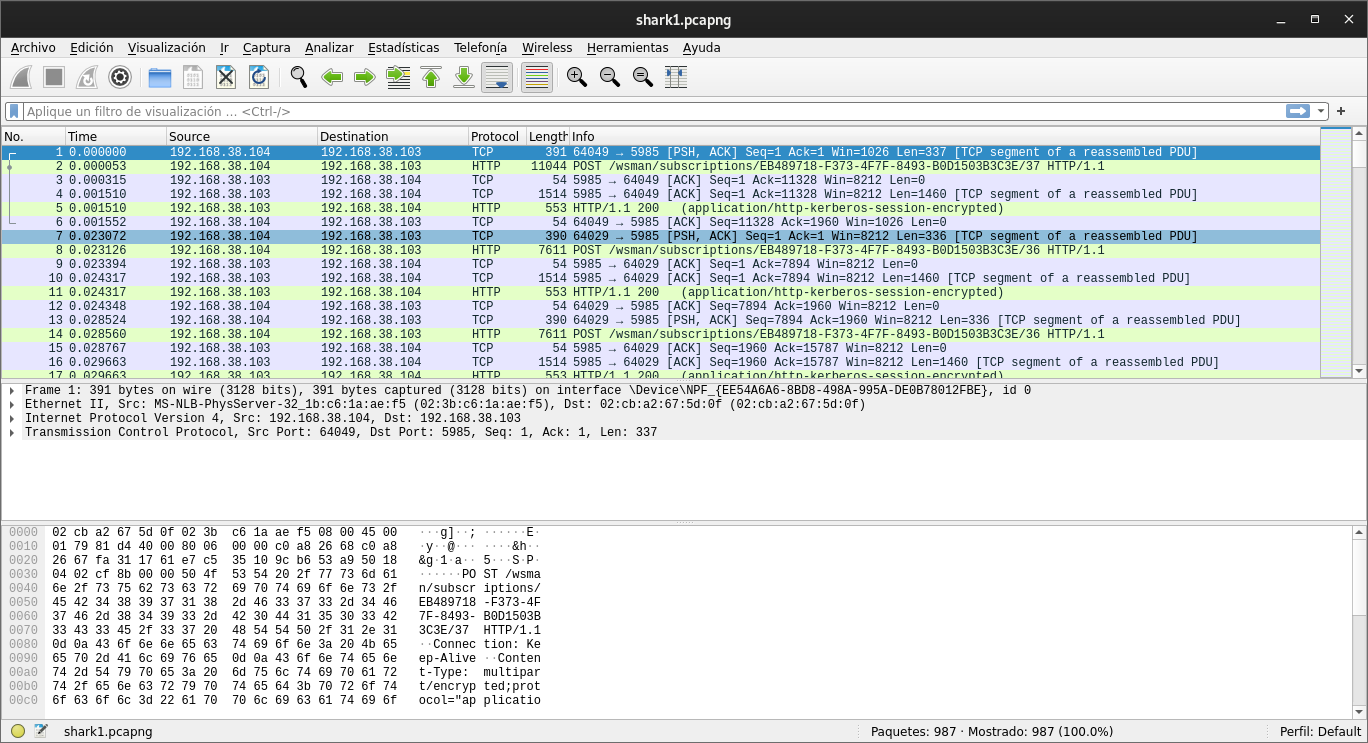 shark1.pcapng
Archivo Edición Visualización Ir Captura Analizar Estadísticas Telefonía Wireless Herramientas Ayuda
Aplique un filtro de visualización … <Ctrl-/>
No. Time Source Destination Protocol Length Info
1 0.000000 192.168.38.104 192.168.38.103 TCP 391 64049 → 5985 [PSH, ACK] Seq=1 Ack=1 Win=1026 Len=337 [TCP segment of a reassembled PDU]
2 0.000053 192.168.38.104 192.168.38.103 HTTP 11044 POST /wsman/subscriptions/EB489718-F373-4F7F-8493-B0D1503B3C3E/37 HTTP/1.1
3 0.000315 192.168.38.103 192.168.38.104 TCP 54 5985 → 64049 [ACK] Seq=1 Ack=11328 Win=8212 Len=0
4 0.001510 192.168.38.103 192.168.38.104 TCP 1514 5985 → 64049 [ACK] Seq=1 Ack=11328 Win=8212 Len=1460 [TCP segment of a reassembled PDU]
5 0.001510 192.168.38.103 192.168.38.104 HTTP 553 HTTP/1.1 200 (application/http-kerberos-session-encrypted)
6 0.001552 192.168.38.104 192.168.38.103 TCP 54 64049 → 5985 [ACK] Seq=11328 Ack=1960 Win=1026 Len=0
7 0.023072 192.168.38.104 192.168.38.103 TCP 390 64029 → 5985 [PSH, ACK] Seq=1 Ack=1 Win=8212 Len=336 [TCP segment of a reassembled PDU]
8 0.023126 192.168.38.104 192.168.38.103 HTTP 7611 POST /wsman/subscriptions/EB489718-F373-4F7F-8493-B0D1503B3C3E/36 HTTP/1.1
9 0.023394 192.168.38.103 192.168.38.104 TCP 54 5985 → 64029 [ACK] Seq=1 Ack=7894 Win=8212 Len=0
10 0.024317 192.168.38.103 192.168.38.104 TCP 1514 5985 → 64029 [ACK] Seq=1 Ack=7894 Win=8212 Len=1460 [TCP segment of a reassembled PDU]
11 0.024317 192.168.38.103 192.168.38.104 HTTP 553 HTTP/1.1 200 (application/http-kerberos-session-encrypted)
12 0.024348 192.168.38.104 192.168.38.103 TCP 54 64029 → 5985 [ACK] Seq=7894 Ack=1960 Win=8212 Len=0
13 0.028524 192.168.38.104 192.168.38.103 TCP 390 64029 → 5985 [PSH, ACK] Seq=7894 Ack=1960 Win=8212 Len=336 [TCP segment of a reassembled PDU]
14 0.028560 192.168.38.104 192.168.38.103 HTTP 7611 POST /wsman/subscriptions/EB489718-F373-4F7F-8493-B0D1503B3C3E/36 HTTP/1.1
15 0.028767 192.168.38.103 192.168.38.104 TCP 54 5985 → 64029 [ACK] Seq=1960 Ack=15787 Win=8212 Len=0
16 0.029663 192.168.38.103 192.168.38.104 TCP 1514 5985 → 64029 [ACK] Seq=1960 Ack=15787 Win=8212 Len=1460 [TCP segment of a reassembled PDU]
17 0.029663 192.168.38.103 192.168.38.104 HTTP 553 HTTP/1.1 200 (application/http-kerberos-session-encrypted)
Frame 1: 391 bytes on wire (3128 bits), 391 bytes captured (3128 bits) on interface \Device\NPF_{EE54A6A6-8BD8-498A-995A-DE0B78012FBE}, id 0
Ethernet II, Src: MS-NLB-PhysServer-32_1b:c6:1a:ae:f5 (02:3b:c6:1a:ae:f5), Dst: 02:cb:a2:67:5d:0f (02:cb:a2:67:5d:0f)
Internet Protocol Version 4, Src: 192.168.38.104, Dst: 192.168.38.103
Transmission Control Protocol, Src Port: 64049, Dst Port: 5985, Seq: 1, Ack: 1, Len: 337
0000 02 cb a2 67 5d 0f 02 3b c6 1a ae f5 08 00 45 00 ···g]··; ······E·
0010 01 79 81 d4 40 00 80 06 00 00 c0 a8 26 68 c0 a8 ·y··@··· ····&h··
0020 26 67 fa 31 17 61 e7 c5 35 10 9c b6 53 a9 50 18 &g·1·a·· 5···S·P·
0030 04 02 cf 8b 00 00 50 4f 53 54 20 2f 77 73 6d 61 ······PO ST /wsma
0040 6e 2f 73 75 62 73 63 72 69 70 74 69 6f 6e 73 2f n/subscr iptions/
0050 45 42 34 38 39 37 31 38 2d 46 33 37 33 2d 34 46 EB489718 -F373-4F
0060 37 46 2d 38 34 39 33 2d 42 30 44 31 35 30 33 42 7F-8493- B0D1503B
0070 33 43 33 45 2f 33 37 20 48 54 54 50 2f 31 2e 31 3C3E/37 HTTP/1.1
0080 0d 0a 43 6f 6e 6e 65 63 74 69 6f 6e 3a 20 4b 65 ··Connec tion: Ke
0090 65 70 2d 41 6c 69 76 65 0d 0a 43 6f 6e 74 65 6e ep-Alive ··Conten
00a0 74 2d 54 79 70 65 3a 20 6d 75 6c 74 69 70 61 72 t-Type: multipar
00b0 74 2f 65 6e 63 72 79 70 74 65 64 3b 70 72 6f 74 t/encryp ted;prot
00c0 6f 63 6f 6c 3d 22 61 70 70 6c 69 63 61 74 69 6f ocol="ap plicatio
shark1.pcapng Paquetes: 987 · Mostrado: 987 (100.0%) Perfil: Default